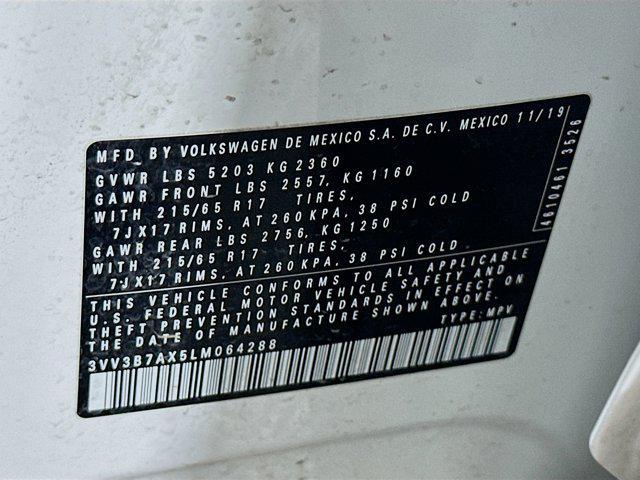 MFD. BY VOLKSWAGEN DE MEXICO S.A. DE C.V. MEXICO 11/19
GVWR LBS 5203 KG 2360
GAWR FRONT LBS 2557, KG 1160
WITH 215/65 R17 TIRES,
7JX17 RIMS, AT 260 KPA, 38 PSI COLD
GAWR REAR LBS 2756, KG 1250
WITH 215/65 R17 TIRES,
7JX17 RIMS, AT 260 KPA, 38 PSI COLD
THIS VEHICLE CONFORMS TO ALL APPLICABLE
U.S. FEDERAL MOTOR VEHICLE SAFETY AND
THEFT PREVENTION STANDARDS IN EFFECT ON
THE DATE OF MANUFACTURE SHOWN ABOVE.
3VV3B7AX5LM064288 TYPE: MPV
4610461 3526